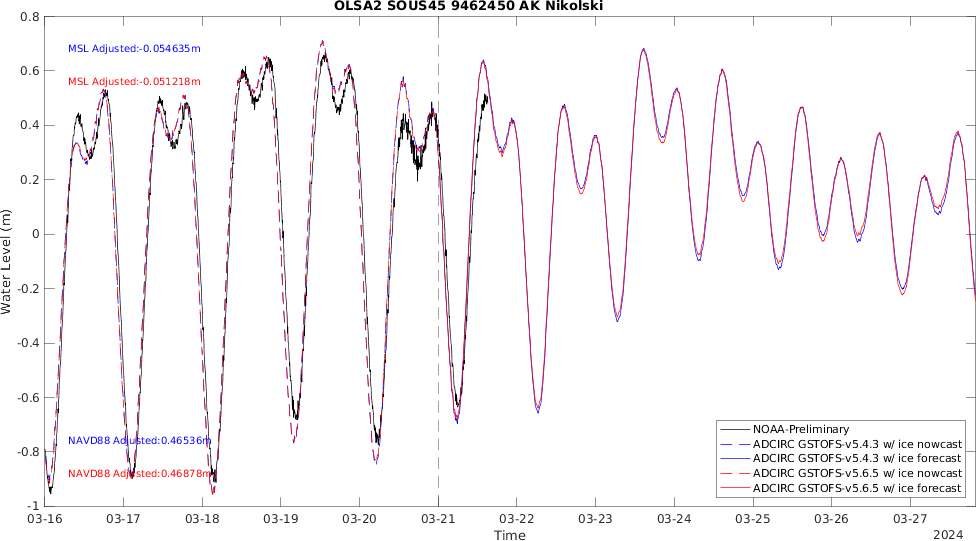 OLSA2 SOUS45 9462450 AK Nikolski
0.8
0.6
0.4
0.2
0
-0.2
-0.4
-0.6
-0.8
-1
Water Level (m)
MSL Adjusted:-0.054635m
MSL Adjusted:-0.051218m
NAVD88 Adjusted:0.46536m
NAVD88 Adjusted:0.46878m
NOAA-Preliminary
ADCIRC GSTOFS-v5.4.3 w/ ice nowcast
ADCIRC GSTOFS-v5.4.3 w/ ice forecast
ADCIRC GSTOFS-v5.6.5 w/ ice nowcast
ADCIRC GSTOFS-v5.6.5 w/ ice forecast
03-16 03-17 03-18 03-19 03-20 03-21 03-22 03-23 03-24 03-25 03-26 03-27
Time
2024